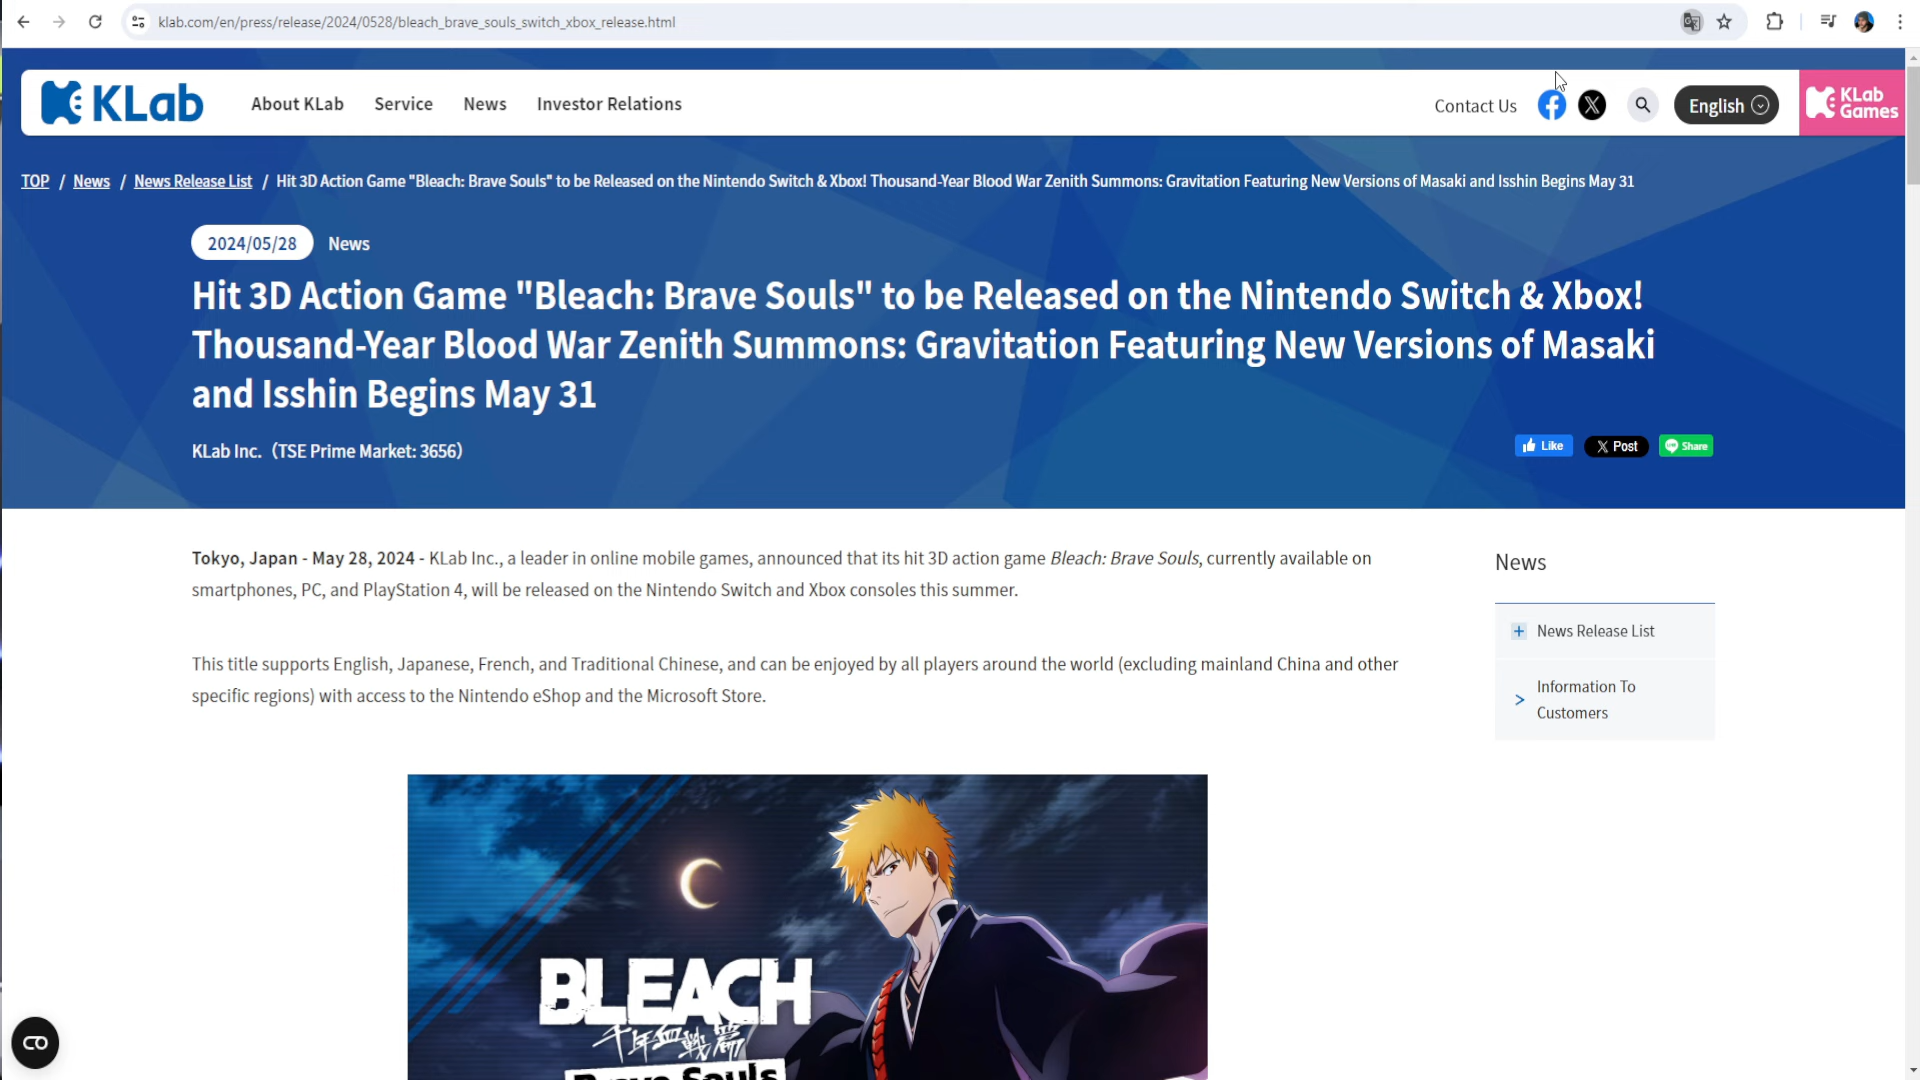 klab.com/en/press/release/2024/0528/bleach_brave_souls_switch_xbox_release.html
KLab
About KLab
Service
News
Investor Relations
Contact Us
English
KLab Games
TOP / News / News Release List / Hit 3D Action Game "Bleach: Brave Souls" to be Released on the Nintendo Switch & Xbox! Thousand-Year Blood War Zenith Summons: Gravitation Featuring New Versions of Masaki and Isshin Begins May 31
2024/05/28 News
Hit 3D Action Game "Bleach: Brave Souls" to be Released on the Nintendo Switch & Xbox!
Thousand-Year Blood War Zenith Summons: Gravitation Featuring New Versions of Masaki
and Isshin Begins May 31
KLab Inc.（TSE Prime Market: 3656）
Like
Post
Share
Tokyo, Japan - May 28, 2024 - KLab Inc., a leader in online mobile games, announced that its hit 3D action game Bleach: Brave Souls, currently available on
smartphones, PC, and PlayStation 4, will be released on the Nintendo Switch and Xbox consoles this summer.
This title supports English, Japanese, French, and Traditional Chinese, and can be enjoyed by all players around the world (excluding mainland China and other
specific regions) with access to the Nintendo eShop and the Microsoft Store.
News
News Release List
Information To
Customers
BLEACH
千年血戦篇
Brave Souls